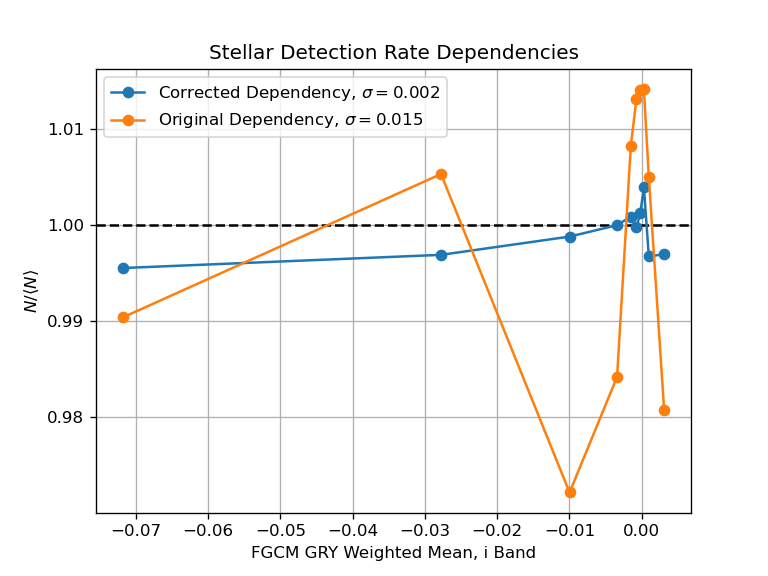 Stellar Detection Rate Dependencies
Corrected Dependency, σ = 0.002
Original Dependency, σ = 0.015
1.01
1.00
0.99
0.98
N/⟨N⟩
−0.07 −0.06 −0.05 −0.04 −0.03 −0.02 −0.01 0.00
FGCM GRY Weighted Mean, i Band